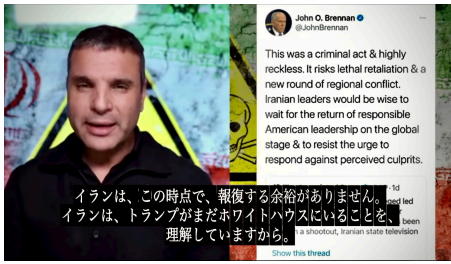 John O. Brennan
@JohnBrennan
This was a criminal act & highly
reckless. It risks lethal retaliation & a
new round of regional conflict.
Iranian leaders would be wise to
wait for the return of responsible
American leadership on the global
stage & to resist the urge to
respond against perceived culprits.
· 1d
ged led
been
n a shootout, Iranian state television
Show this thread
イランは、この時点で、報復する余裕がありません。
イランは、トランプがまだホワイトハウスにいることを、
理解していますから。